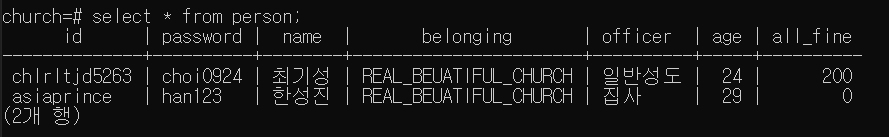 church=# select * from person;
id | password | name | belonging | officer | age | all_fine
--------------+----------+--------+-----------------------+----------+-----+----------
chlrltjd5263 | choi0924 | 최기성 | REAL_BEUATIFUL_CHURCH | 일반성도 | 24 | 200
asiaprince | han123 | 한성진 | REAL_BEUATIFUL_CHURCH | 집사 | 29 | 0
(2개 행)